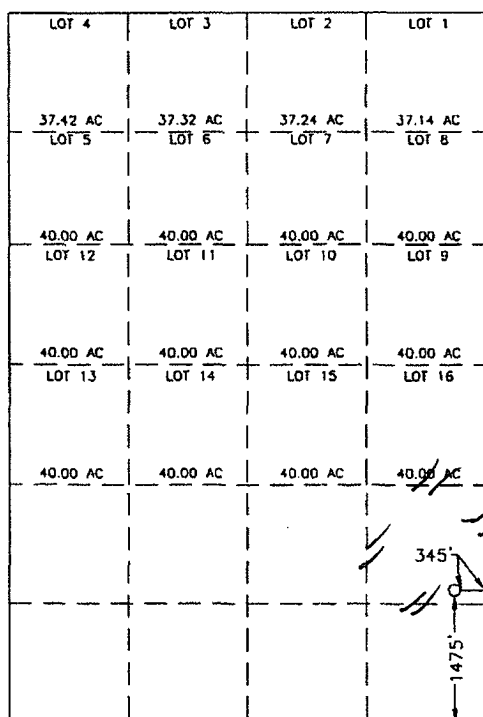 LOT 4 LOT 3 LOT 2 LOT 1
37.42 AC 37.32 AC 37.24 AC 37.14 AC
LOT 5 LOT 6 LOT 7 LOT 8
40.00 AC 40.00 AC 40.00 AC 40.00 AC
LOT 12 LOT 11 LOT 10 LOT 9
40.00 AC 40.00 AC 40.00 AC 40.00 AC
LOT 13 LOT 14 LOT 15 LOT 16
40.00 AC 40.00 AC 40.00 AC 40.00 AC
345'
1475'